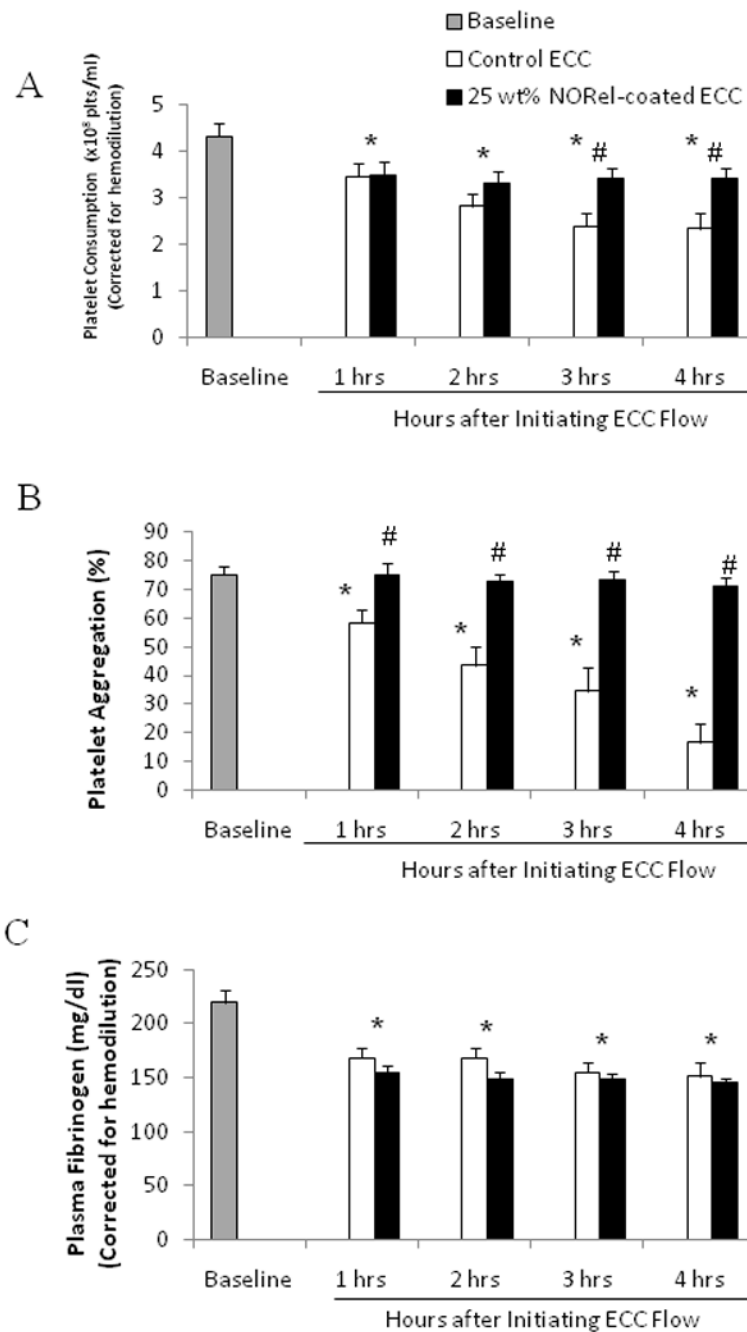 Baseline
Control ECC
25 wt% NORel-coated ECC
A
Platelet Consumption (x10⁸ plts/ml)
(Corrected for hemodilution)
5
4
3
2
1
0
* * * # * #
Baseline 1 hrs 2 hrs 3 hrs 4 hrs
Hours after Initiating ECC Flow
B
Platelet Aggregation (%)
90
80
70
60
50
40
30
20
10
0
# # # #
* * * *
Baseline 1 hrs 2 hrs 3 hrs 4 hrs
Hours after Initiating ECC Flow
C
Plasma Fibrinogen (mg/dl)
(Corrected for hemodilution)
250
200
150
100
50
0
* * * *
Baseline 1 hrs 2 hrs 3 hrs 4 hrs
Hours after Initiating ECC Flow